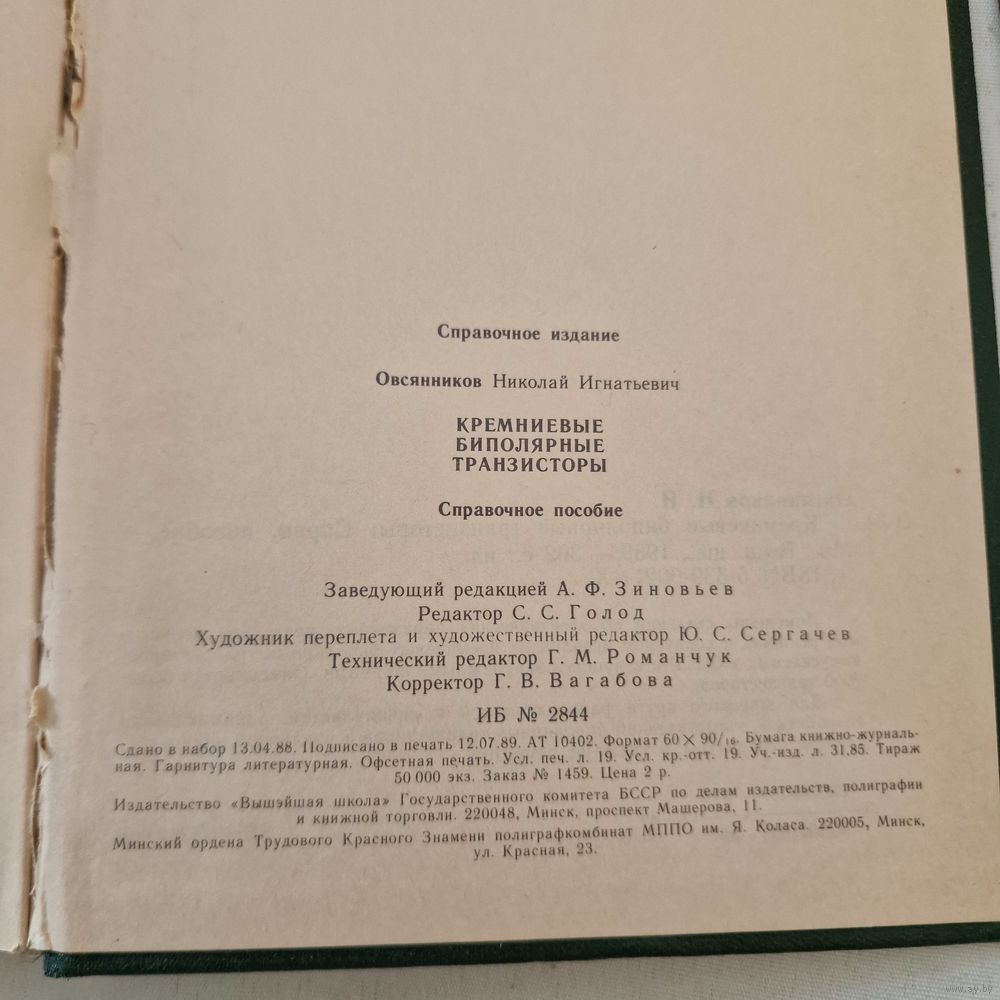 Справочное издание
Овсянников Николай Игнатьевич
КРЕМНИЕВЫЕ
БИПОЛЯРНЫЕ
ТРАНЗИСТОРЫ
Справочное пособие
Заведующий редакцией А. Ф. Зиновьев
Редактор С. С. Голод
Художник переплета и художественный редактор Ю. С. Сергачев
Технический редактор Г. М. Романчук
Корректор Г. В. Вагабова
ИБ № 2844
Сдано в набор 13.04.88. Подписано в печать 12.07.89. АТ 10402. Формат 60×90/16. Бумага книжно-журналь-
ная. Гарнитура литературная. Офсетная печать. Усл. печ. л. 19. Усл. кр.-отт. 19. Уч.-изд. л. 31,85. Тираж
50 000 экз. Заказ № 1459. Цена 2 р.
Издательство «Вышэйшая школа» Государственного комитета БССР по делам издательств, полиграфии
и книжной торговли. 220048, Минск, проспект Машерова, 11.
Минский ордена Трудового Красного Знамени полиграфкомбинат МППО им. Я. Коласа. 220005, Минск,
ул. Красная, 23.
www.ay.by